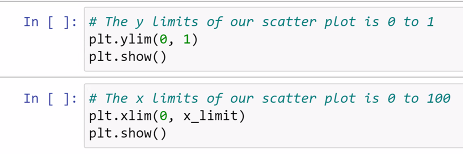 In [ ]: # The y limits of our scatter plot is 0 to 1
plt.ylim(0, 1)
plt.show()
In [ ]: # The x limits of our scatter plot is 0 to 100
plt.xlim(0, x_limit)
plt.show()